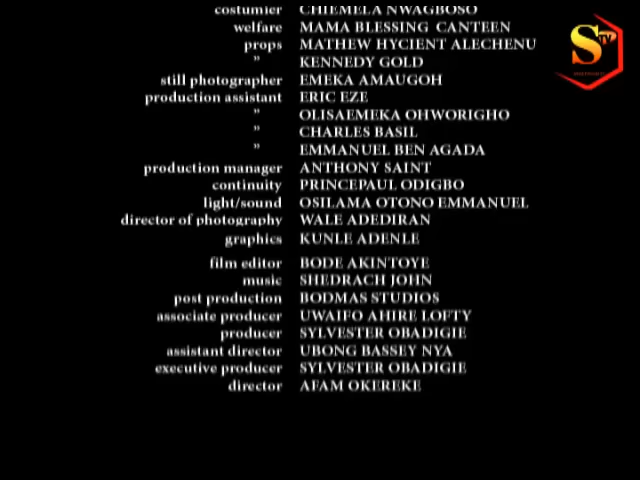 costumier CHIEMELA NWAGBOSO
welfare MAMA BLESSING CANTEEN
props MATHEW HYCIENT ALECHENU
" KENNEDY GOLD
still photographer EMEKA AMAUGOH
production assistant ERIC EZE
" OLISAEMEKA OHWORIGHO
" CHARLES BASIL
" EMMANUEL BEN AGADA
production manager ANTHONY SAINT
continuity PRINCEPAUL ODIGBO
light/sound OSILAMA OTONO EMMANUEL
director of photography WALE ADEDIRAN
graphics KUNLE ADENLE
film editor BODE AKINTOYE
music SHEDRACH JOHN
post production BODMAS STUDIOS
associate producer UWAIFO AHIRE LOFTY
producer SYLVESTER OBADIGIE
assistant director UBONG BASSEY NYA
executive producer SYLVESTER OBADIGIE
director AFAM OKEREKE
S TV